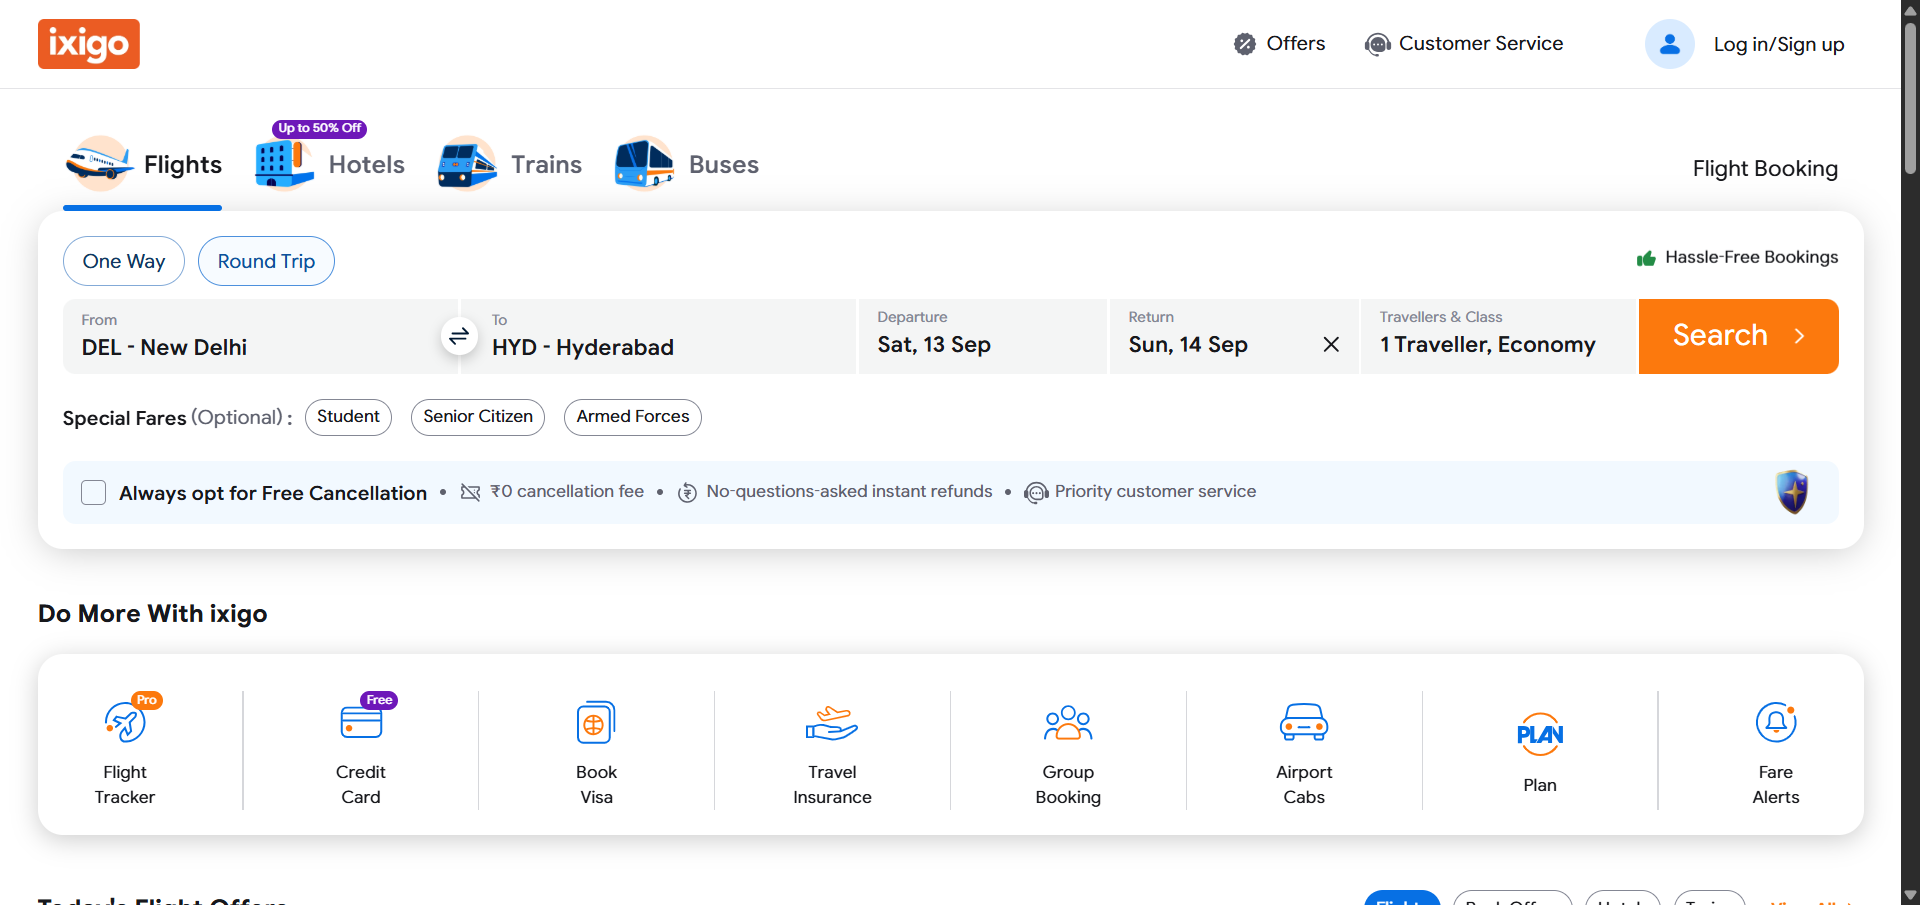 ixigo
Offers
Customer Service
Log in/Sign up
Up to 50% Off
Flights
Hotels
Trains
Buses
Flight Booking
One Way
Round Trip
Hassle-Free Bookings
From
DEL - New Delhi
To
HYD - Hyderabad
Departure
Sat, 13 Sep
Return
Sun, 14 Sep
Travellers & Class
1 Traveller, Economy
Search
Special Fares (Optional) :
Student
Senior Citizen
Armed Forces
Always opt for Free Cancellation • ₹0 cancellation fee • No-questions-asked instant refunds • Priority customer service
Do More With ixigo
Pro
Flight
Tracker
Free
Credit
Card
Book
Visa
Travel
Insurance
Group
Booking
Airport
Cabs
PLAN
Plan
Fare
Alerts
Today's Flight Offers